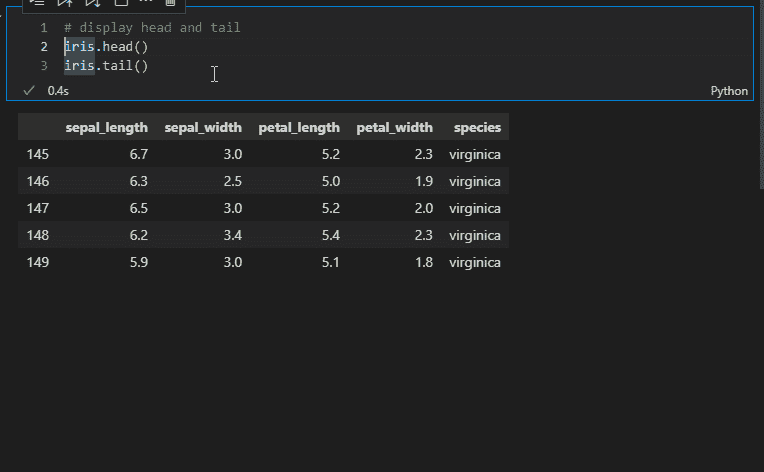 1 # display head and tail
2 iris.head()
3 iris.tail()
0.4s Python
sepal_length sepal_width petal_length petal_width species
145 6.7 3.0 5.2 2.3 virginica
146 6.3 2.5 5.0 1.9 virginica
147 6.5 3.0 5.2 2.0 virginica
148 6.2 3.4 5.4 2.3 virginica
149 5.9 3.0 5.1 1.8 virginica